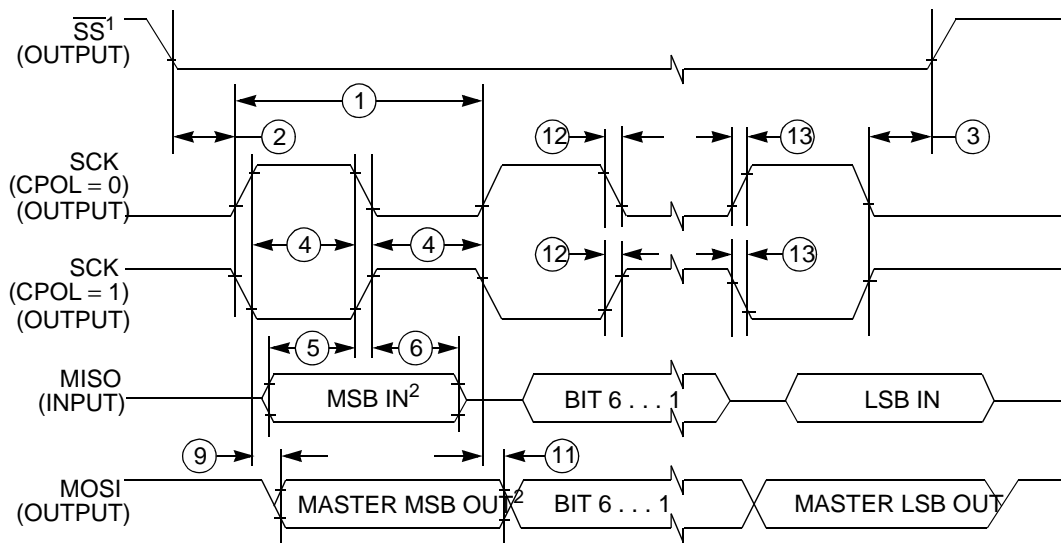 SS1
(OUTPUT)
1
2
12
13
3
SCK
(CPOL = 0)
(OUTPUT)
4
4
12
13
SCK
(CPOL = 1)
(OUTPUT)
5
6
MISO
(INPUT)
MSB IN2
BIT 6 . . . 1
LSB IN
9
11
MOSI
(OUTPUT)
MASTER MSB OUT2
BIT 6 . . . 1
MASTER LSB OUT